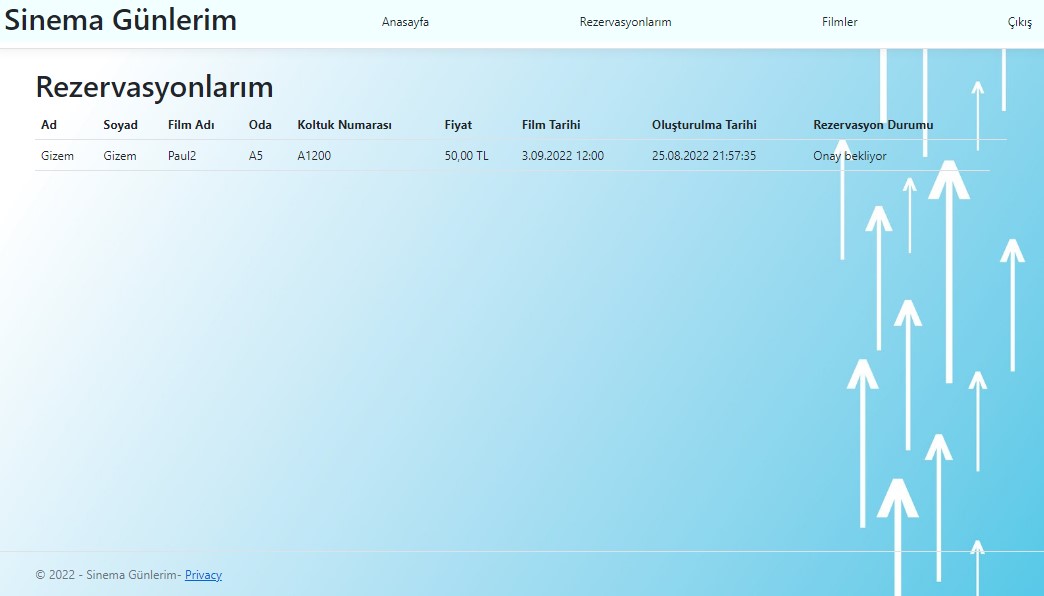 Sinema Günlerim Anasayfa Rezervasyonlarım Filmler Çıkış
Rezervasyonlarım
Ad Soyad Film Adı Oda Koltuk Numarası Fiyat Film Tarihi Oluşturulma Tarihi Rezervasyon Durumu
Gizem Gizem Paul2 A5 A1200 50,00 TL 3.09.2022 12:00 25.08.2022 21:57:35 Onay bekliyor
© 2022 - Sinema Günlerim- Privacy